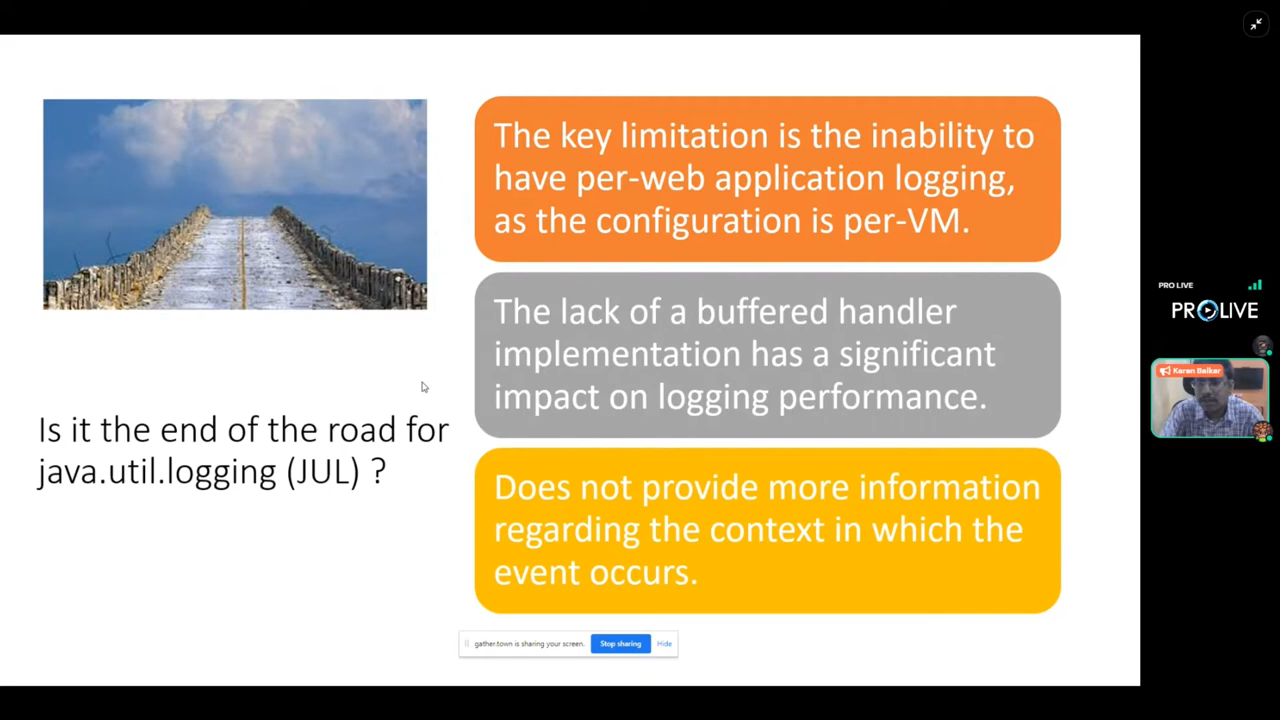 The key limitation is the inability to
have per-web application logging,
as the configuration is per-VM.
The lack of a buffered handler
implementation has a significant
impact on logging performance.
Does not provide more information
regarding the context in which the
event occurs.
Is it the end of the road for
java.util.logging (JUL) ?
gather.town is sharing your screen.
Stop sharing
Hide
PRO LIVE
PROLIVE
Karan Balkar